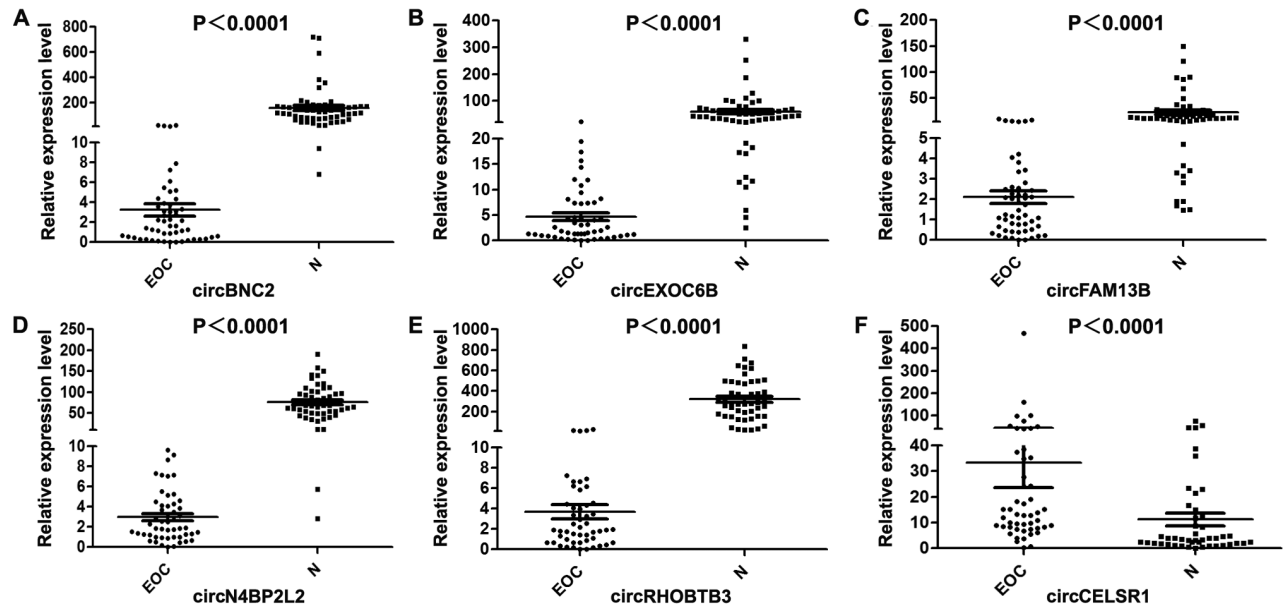 A
P<0.0001
Relative expression level
800
600
400
200
10
8
6
4
2
0
EOC
N
circBNC2
B
P<0.0001
Relative expression level
400
300
200
100
20
15
10
5
0
EOC
N
circEXOC6B
C
P<0.0001
Relative expression level
200
150
100
50
5
4
3
2
1
0
EOC
N
circFAM13B
D
P<0.0001
Relative expression level
250
200
150
100
50
10
8
6
4
2
0
EOC
N
circN4BP2L2
E
P<0.0001
Relative expression level
1000
800
600
400
200
10
8
6
4
2
0
EOC
N
circRHOBTB3
F
P<0.0001
Relative expression level
500
400
300
200
100
40
30
20
10
0
EOC
N
circCELSR1